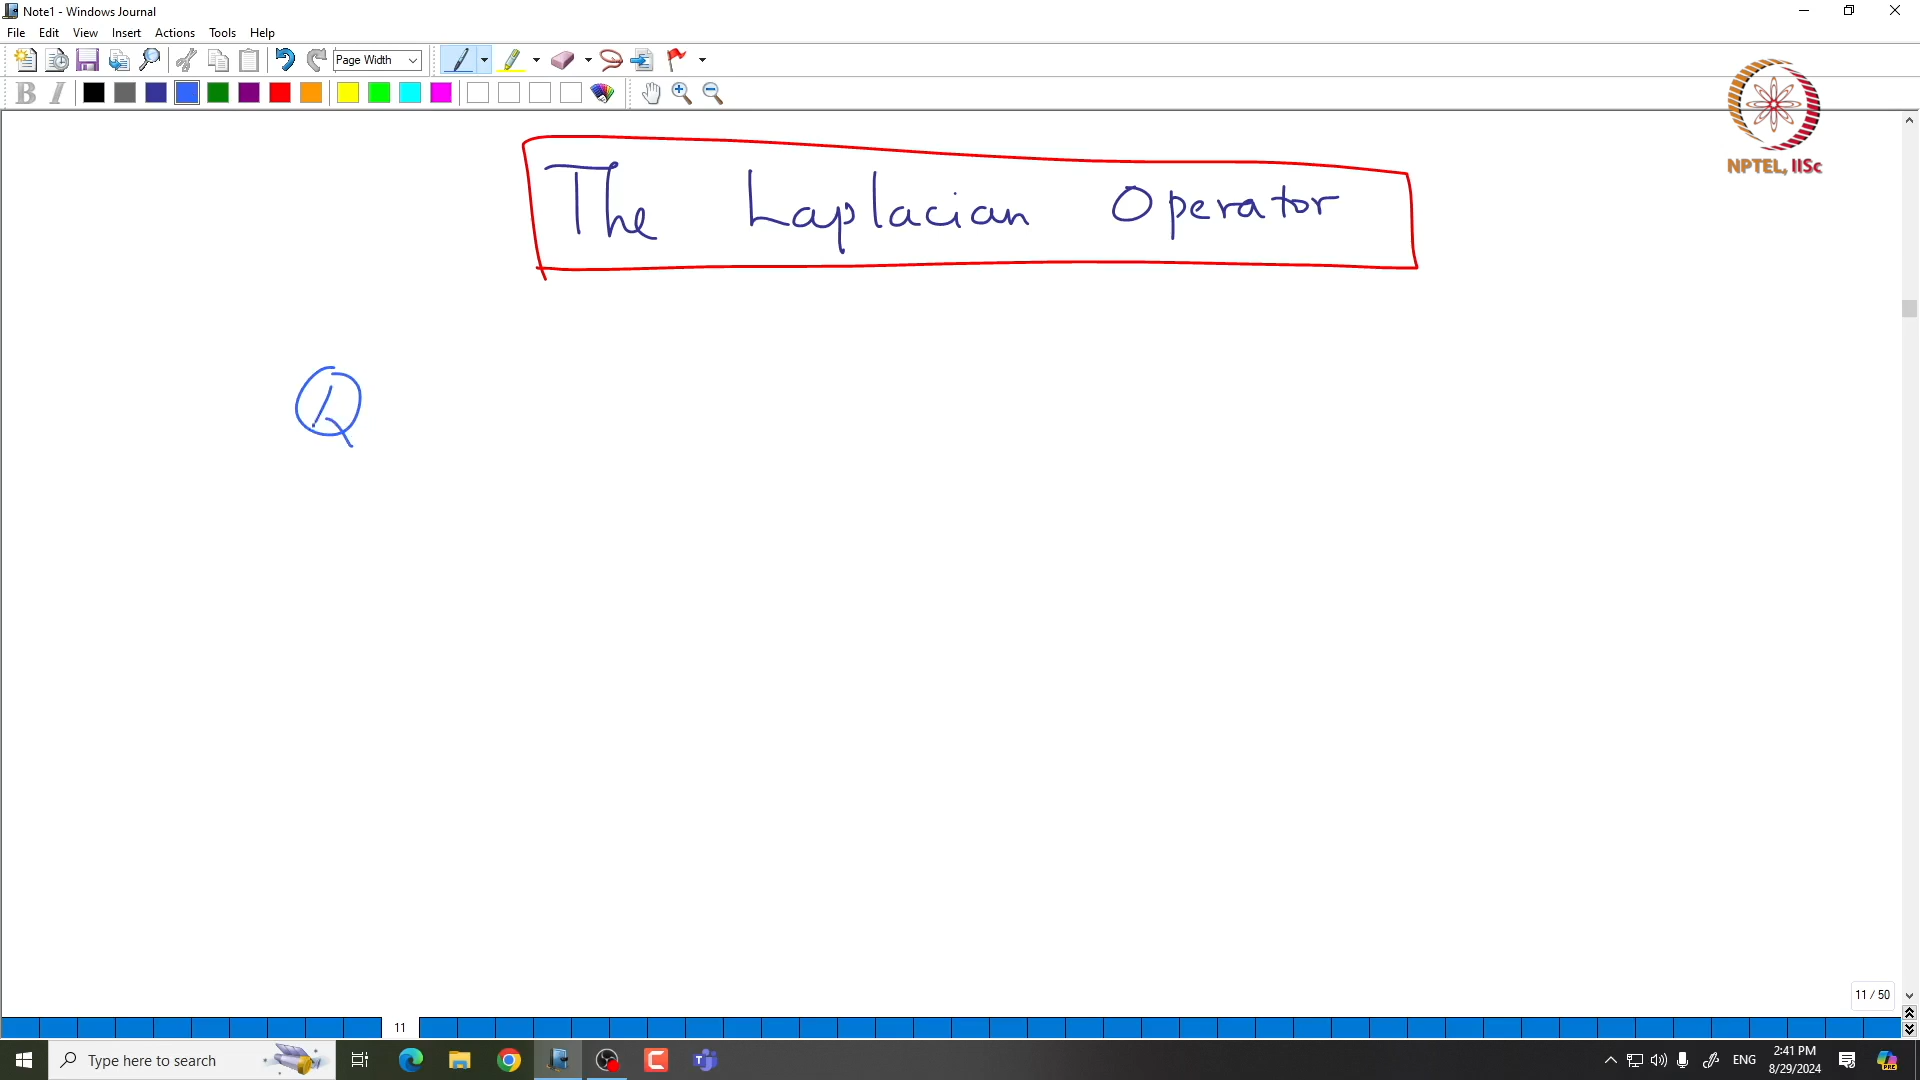 Note1 - Windows Journal
File Edit View Insert Actions Tools Help
Page Width
B I
NPTEL, IISc
The Laplacian Operator
Q
11 / 50
11
Type here to search
ENG
2:41 PM
8/29/2024